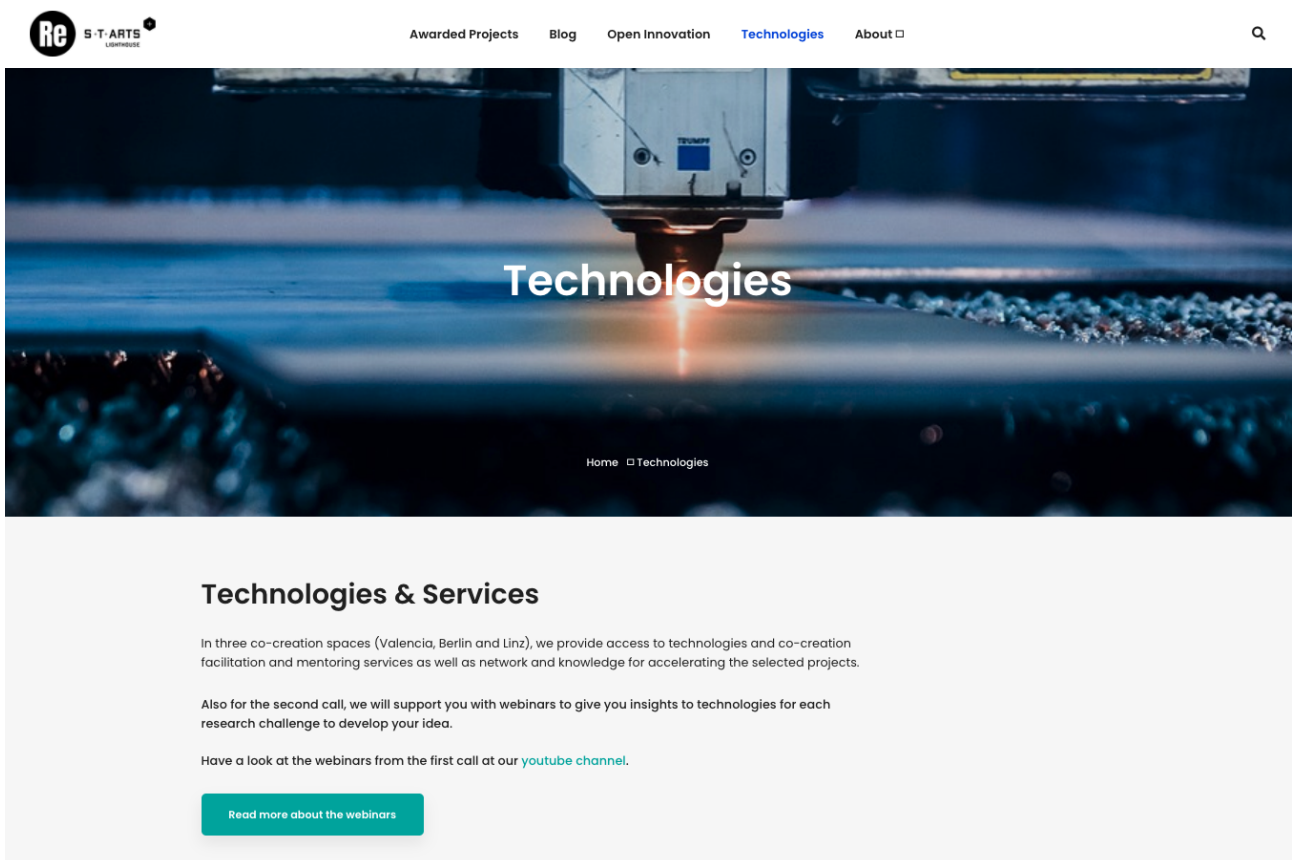 Re S·T·ARTS
LIGHTHOUSE
Awarded Projects Blog Open Innovation Technologies About
TRUMPF
Technologies
Home Technologies
Technologies & Services
In three co-creation spaces (Valencia, Berlin and Linz), we provide access to technologies and co-creation
facilitation and mentoring services as well as network and knowledge for accelerating the selected projects.
Also for the second call, we will support you with webinars to give you insights to technologies for each
research challenge to develop your idea.
Have a look at the webinars from the first call at our youtube channel.
Read more about the webinars